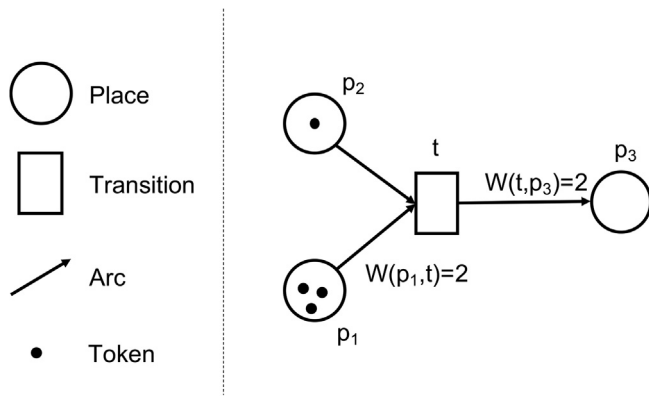 Place
Transition
Arc
Token
p₂
t
p₃
W(t,p₃)=2
W(p₁,t)=2
p₁